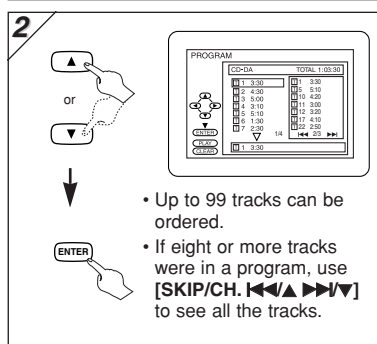 2
▲
or
▼
ENTER
PROGRAM
CD-DA TOTAL 1:03:30
T 1 3:30
T 2 4:30
T 3 5:00
T 4 3:10
T 5 5:10
T 6 1:30
T 7 2:30
▽ 1/4
T 1 3:30
T 5 5:10
T 10 4:20
T 11 3:00
T 12 3:20
T 17 4:10
T 22 2:50
|◀◀ 2/3 ▶▶|
T 1 3:30
ENTER
PLAY
CLEAR
• Up to 99 tracks can be
ordered.
• If eight or more tracks
were in a program, use
[SKIP/CH. |◀◀/▲ ▶▶|/▼]
to see all the tracks.